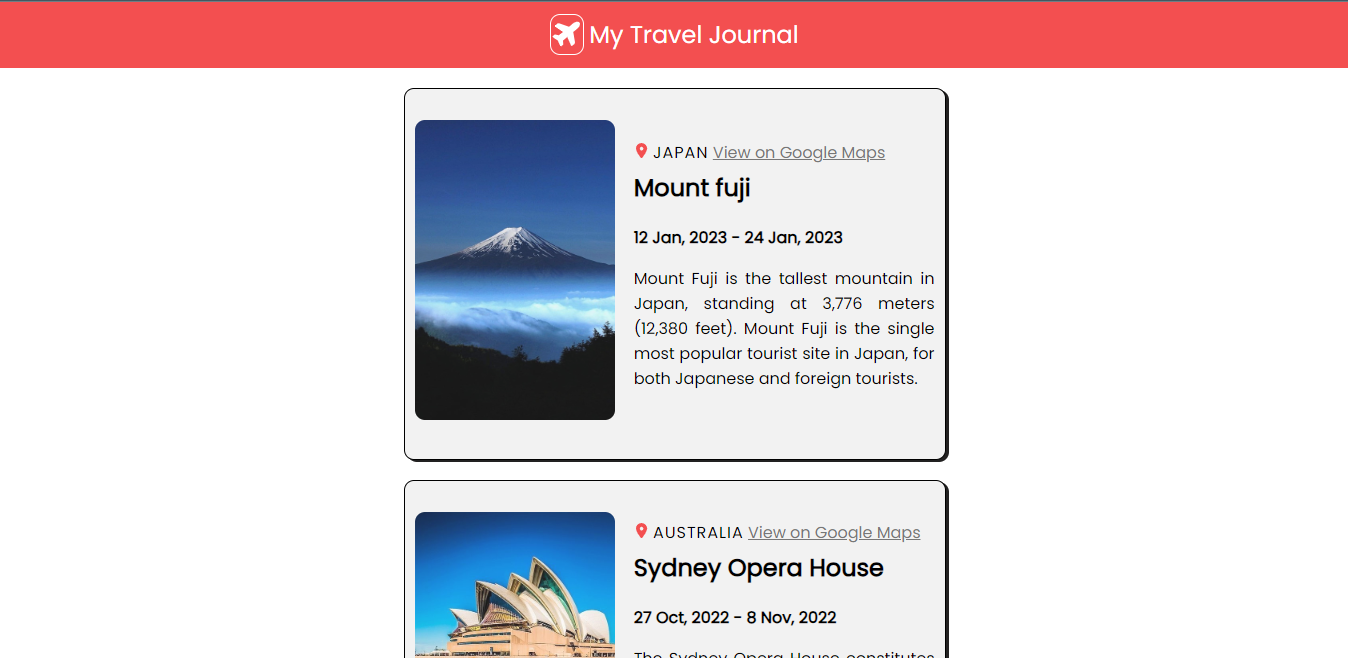 My Travel Journal
JAPAN View on Google Maps
Mount fuji
12 Jan, 2023 - 24 Jan, 2023
Mount Fuji is the tallest mountain in
Japan, standing at 3,776 meters
(12,380 feet). Mount Fuji is the single
most popular tourist site in Japan, for
both Japanese and foreign tourists.
AUSTRALIA View on Google Maps
Sydney Opera House
27 Oct, 2022 - 8 Nov, 2022
The Sydney Opera House constitutes